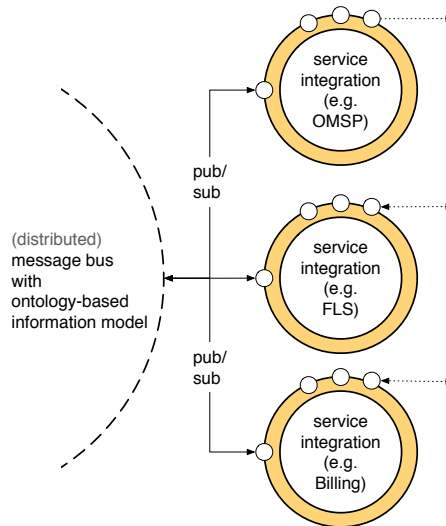 service
integration
(e.g.
OMSP)
pub/
sub
(distributed)
message bus
with
ontology-based
information model
service
integration
(e.g.
FLS)
pub/
sub
service
integration
(e.g.
Billing)